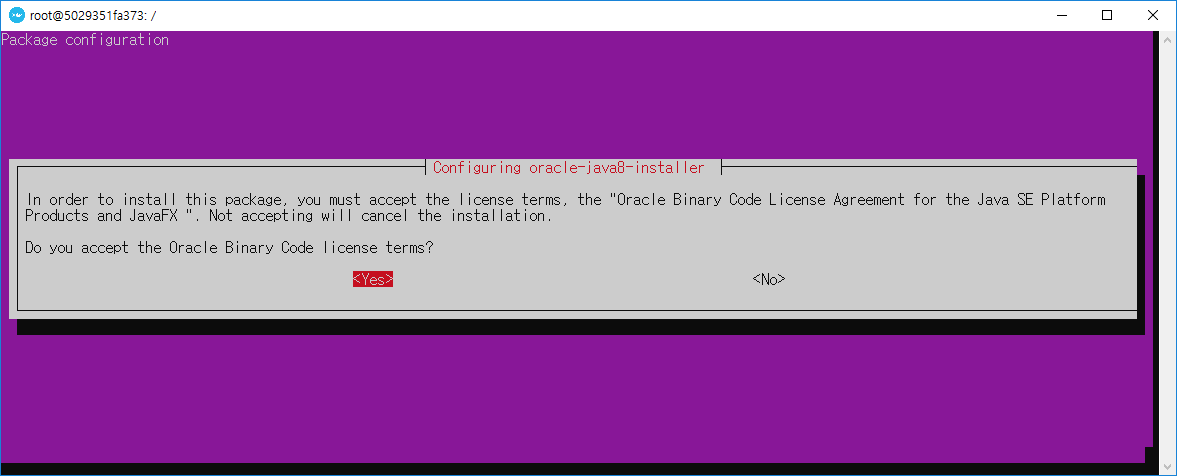 root@5029351fa373: /
Package configuration
Configuring oracle-java8-installer
In order to install this package, you must accept the license terms, the "Oracle Binary Code License Agreement for the Java SE Platform
Products and JavaFX ". Not accepting will cancel the installation.
Do you accept the Oracle Binary Code license terms?
<Yes> <No>